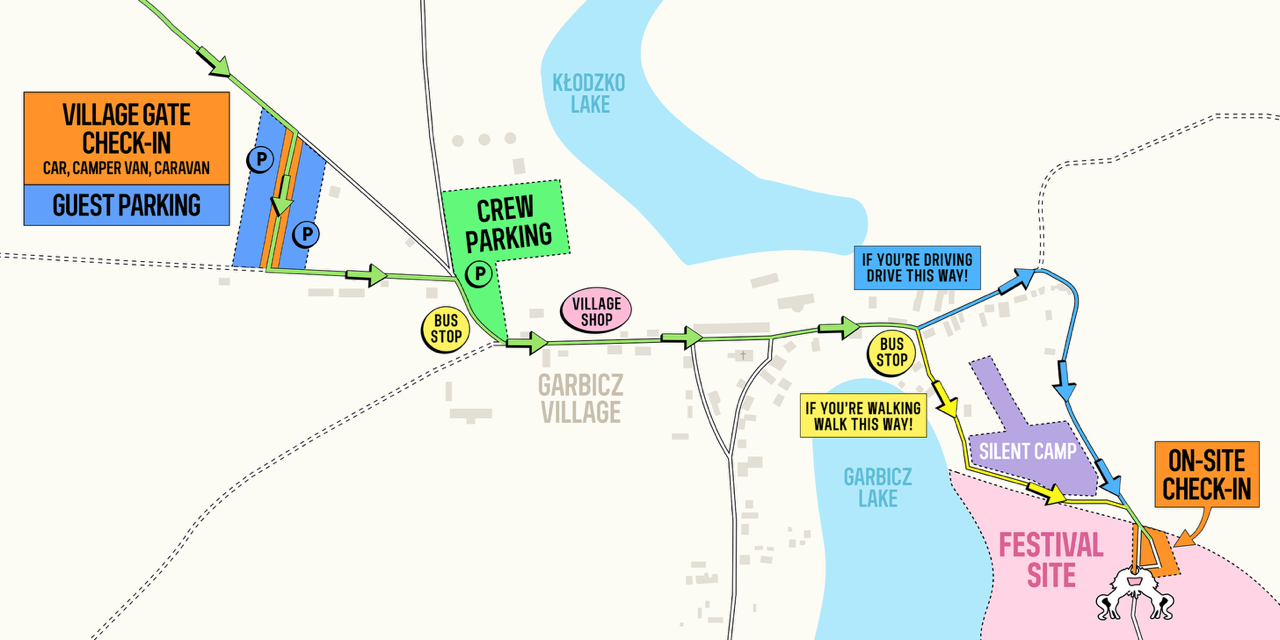 KŁODZKO
LAKE
VILLAGE GATE
CHECK-IN
CAR, CAMPER VAN, CARAVAN
GUEST PARKING
P
P
CREW
PARKING
P
IF YOU'RE DRIVING
DRIVE THIS WAY!
VILLAGE
SHOP
BUS
STOP
BUS
STOP
GARBICZ
VILLAGE
IF YOU'RE WALKING
WALK THIS WAY!
SILENT CAMP
GARBICZ
LAKE
ON-SITE
CHECK-IN
FESTIVAL
SITE